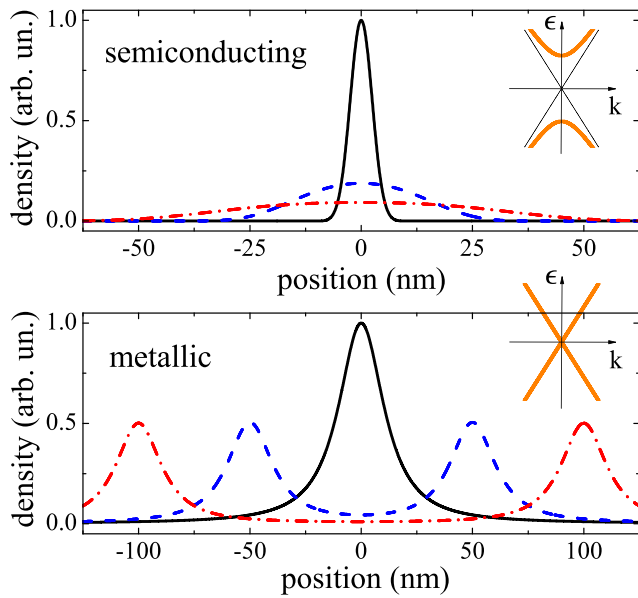 density (arb. un.)
1.0
0.5
0.0
semiconducting
ϵ
k
-50
-25
0
25
50
position (nm)
density (arb. un.)
1.0
0.5
0.0
metallic
ϵ
k
-100
-50
0
50
100
position (nm)